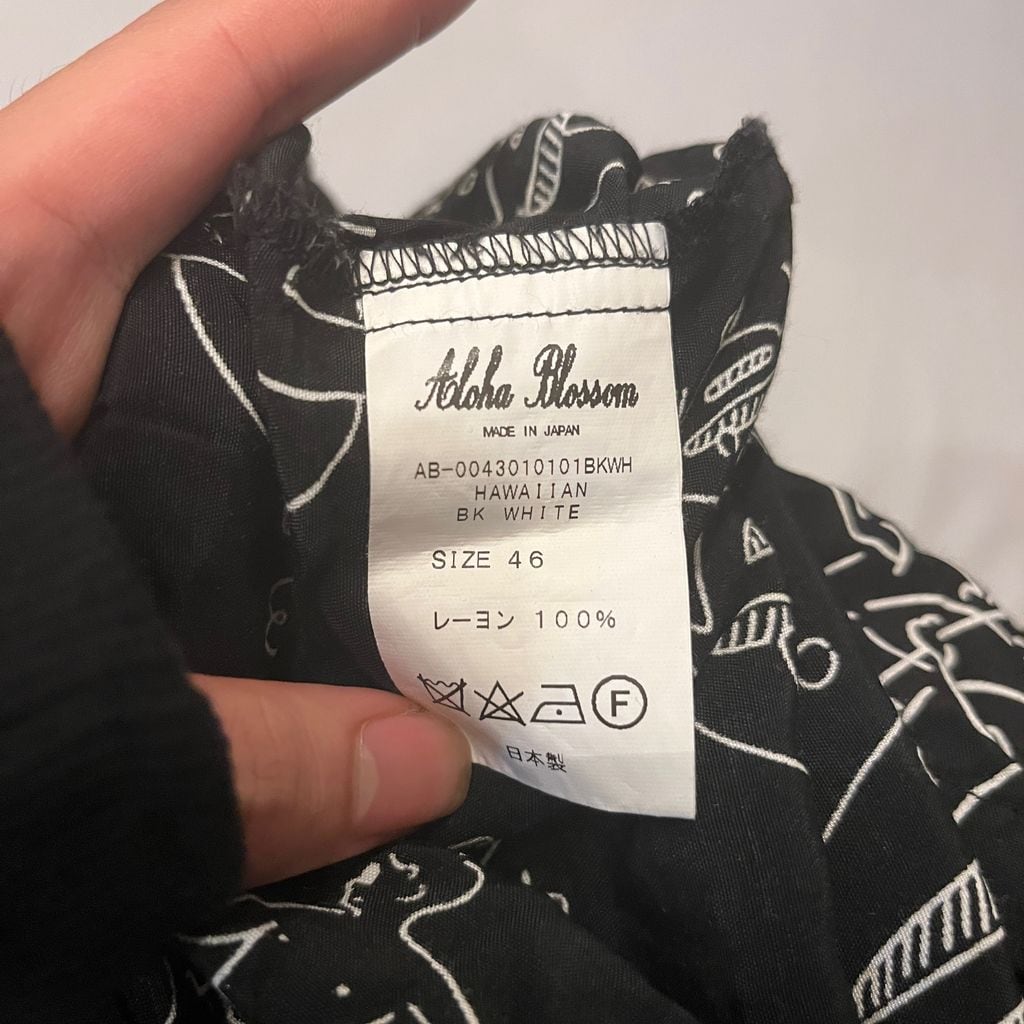 Aloha Blossom
MADE IN JAPAN
AB-0043010101BKWH
HAWAIIAN
BK WHITE
SIZE 46
レーヨン 100%
F
日本製